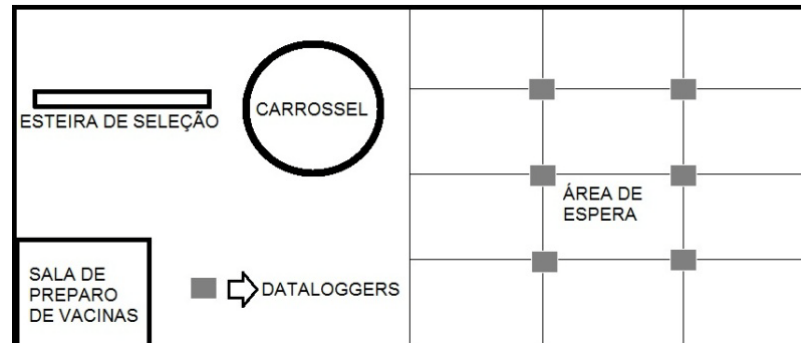 ESTEIRA DE SELEÇÃO
CARROSSEL
ÁREA DE
ESPERA
SALA DE
PREPARO
DE VACINAS
DATALOGGERS